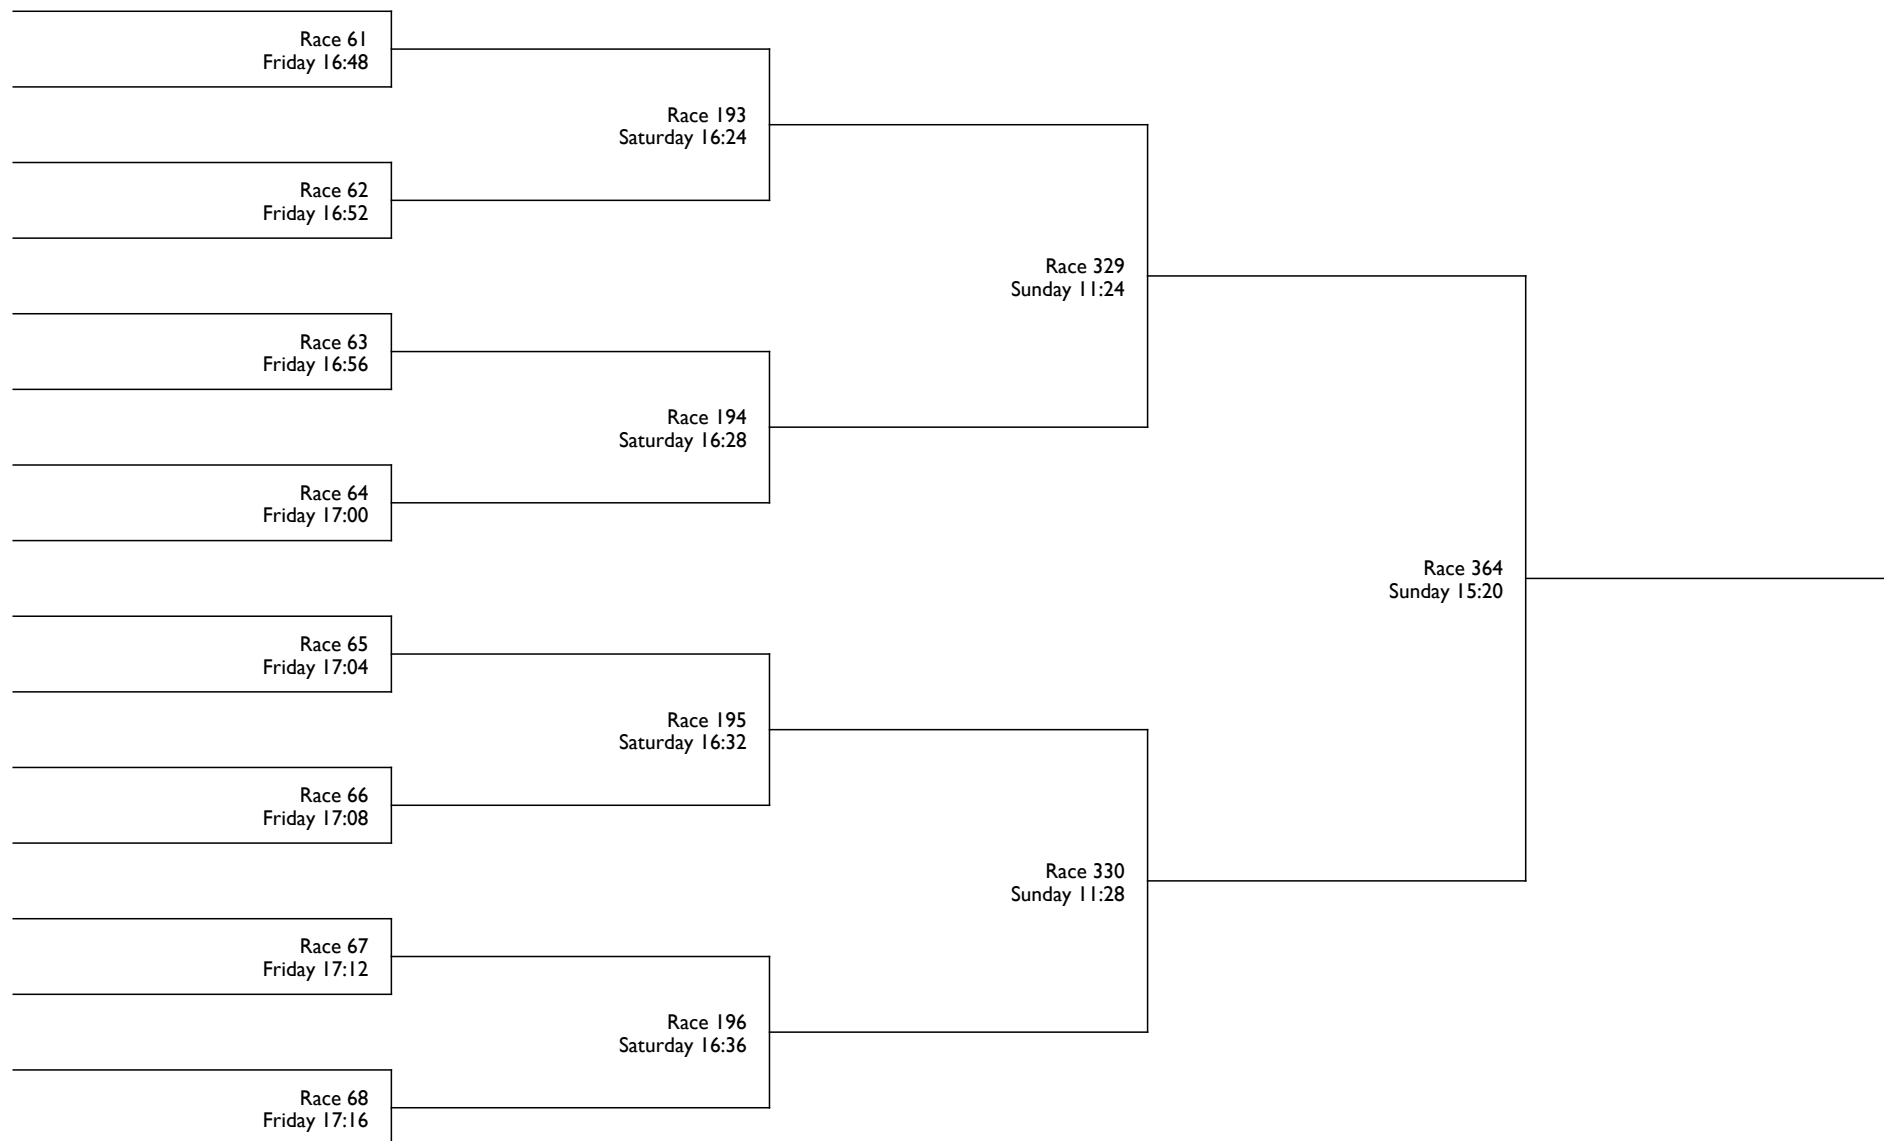 Race 61
Friday 16:48
Race 193
Saturday 16:24
Race 62
Friday 16:52
Race 329
Sunday 11:24
Race 63
Friday 16:56
Race 194
Saturday 16:28
Race 64
Friday 17:00
Race 364
Sunday 15:20
Race 65
Friday 17:04
Race 195
Saturday 16:32
Race 66
Friday 17:08
Race 330
Sunday 11:28
Race 67
Friday 17:12
Race 196
Saturday 16:36
Race 68
Friday 17:16